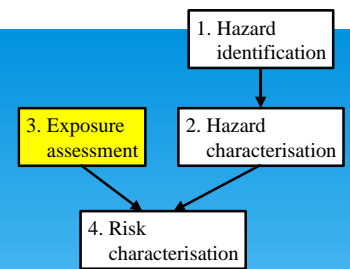 1. Hazard
identification
3. Exposure
assessment
2. Hazard
characterisation
4. Risk
characterisation